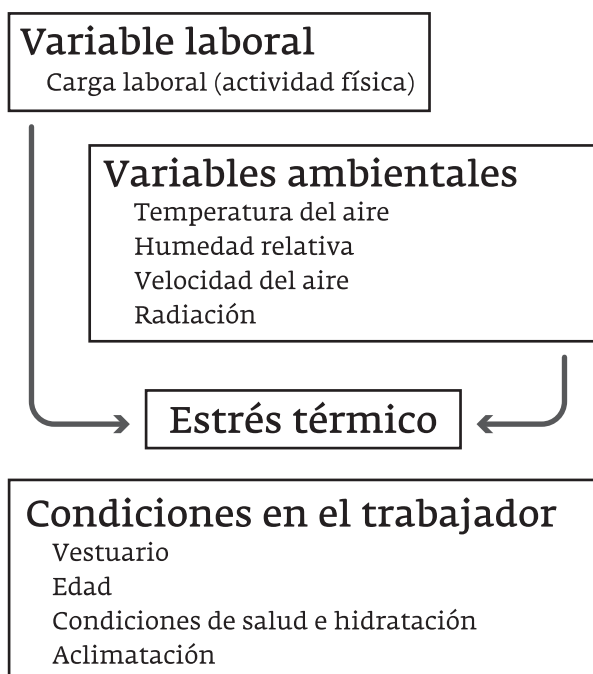 Variable laboral
Carga laboral (actividad física)
Variables ambientales
Temperatura del aire
Humedad relativa
Velocidad del aire
Radiación
Estrés térmico
Condiciones en el trabajador
Vestuario
Edad
Condiciones de salud e hidratación
Aclimatación